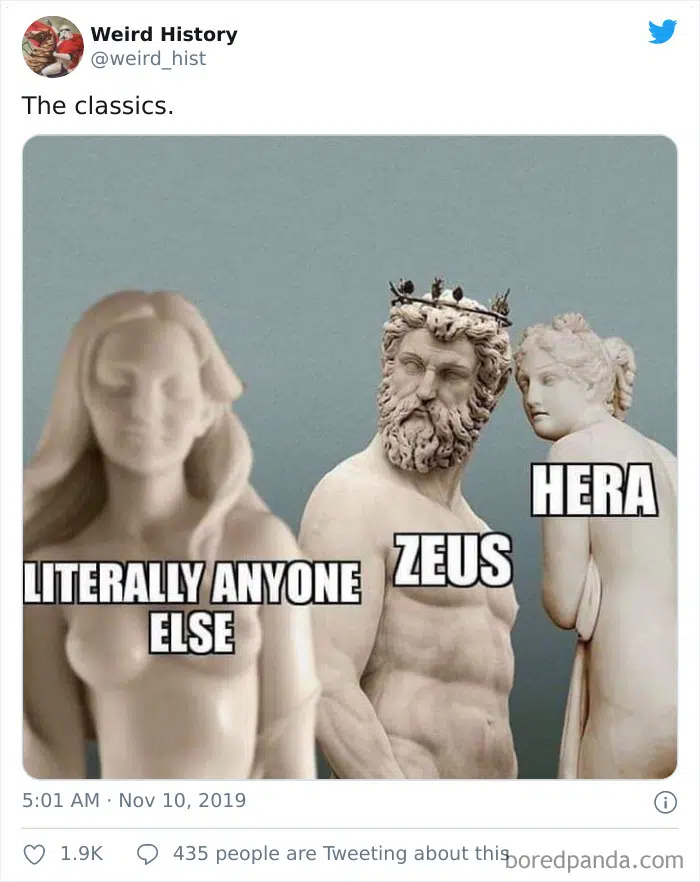 Weird History
@weird_hist
The classics.
HERA
ZEUS
LITERALLY ANYONE
ELSE
5:01 AM · Nov 10, 2019
1.9K 435 people are Tweeting about this
boredpanda.com